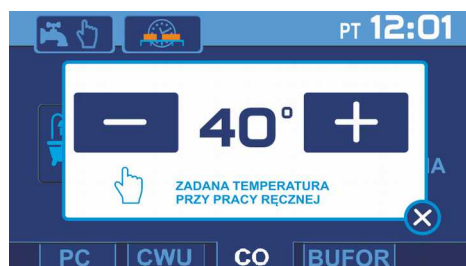 PT 12:01
— 40° +
ZADANA TEMPERATURA
PRZY PRACY RĘCZNEJ
A
PC CWU CO BUFOR